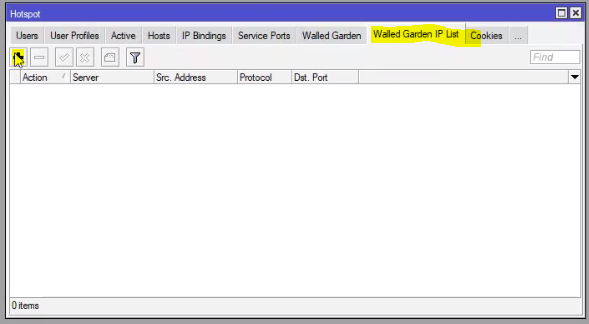 Hotspot
Users User Profiles Active Hosts IP Bindings Service Ports Walled Garden Walled Garden IP List Cookies ...
Find
Action Server Src. Address Protocol Dst. Port
0 items